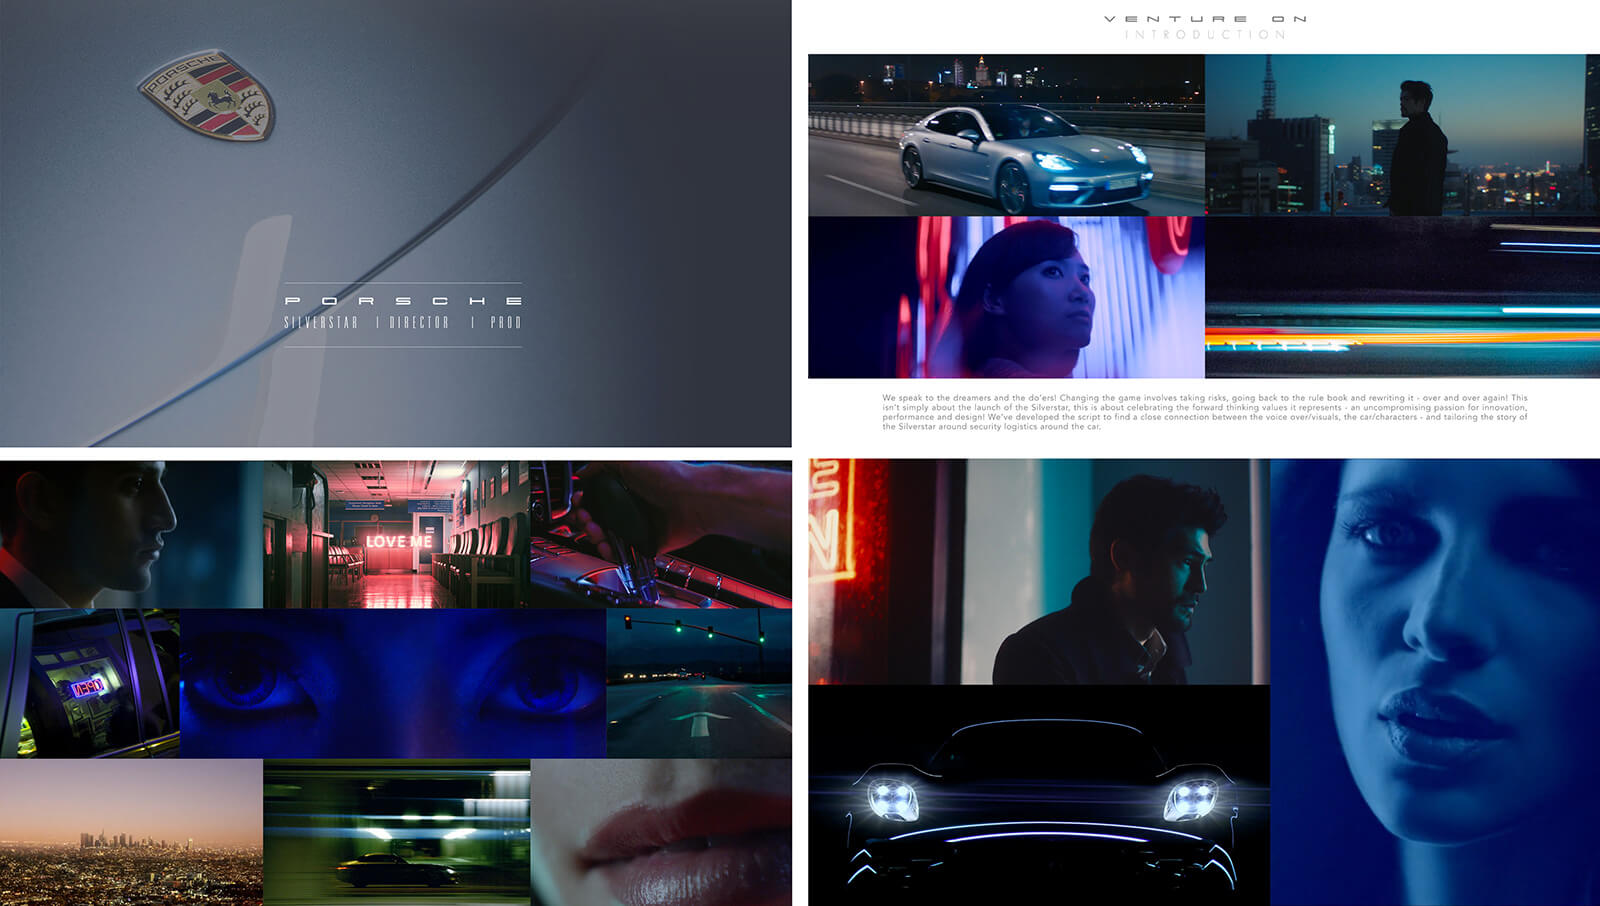 PORSCHE
PORSCHE
SILVERSTAR | DIRECTOR | PROD
VENTURE ON
INTRODUCTION
We speak to the dreamers and the do'ers! Changing the game involves taking risks, going back to the rule book and rewriting it - over and over again! This
isn't simply about the launch of the Silverstar, this is about celebrating the forward thinking values it represents - an uncompromising passion for innovation,
performance and design! We've developed the script to find a close connection between the voice over/visuals, the car/characters - and tailoring the story of
the Silverstar around security logistics around the car.
LOVE ME
OPEN